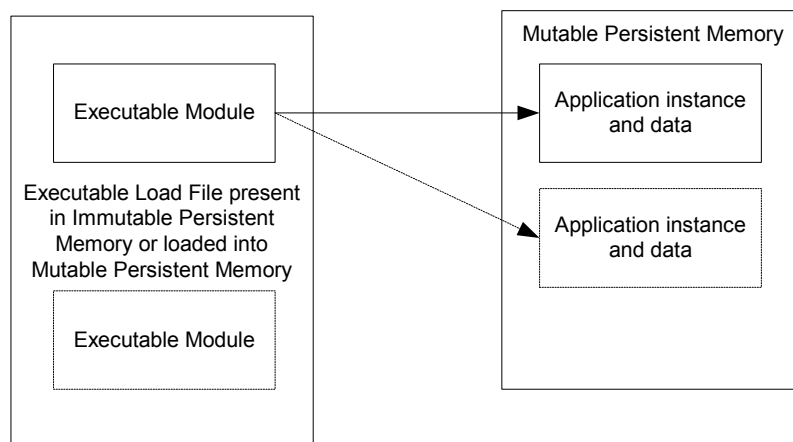 Executable Module
Executable Load File present
in Immutable Persistent
Memory or loaded into
Mutable Persistent Memory
Executable Module
Mutable Persistent Memory
Application instance
and data
Application instance
and data